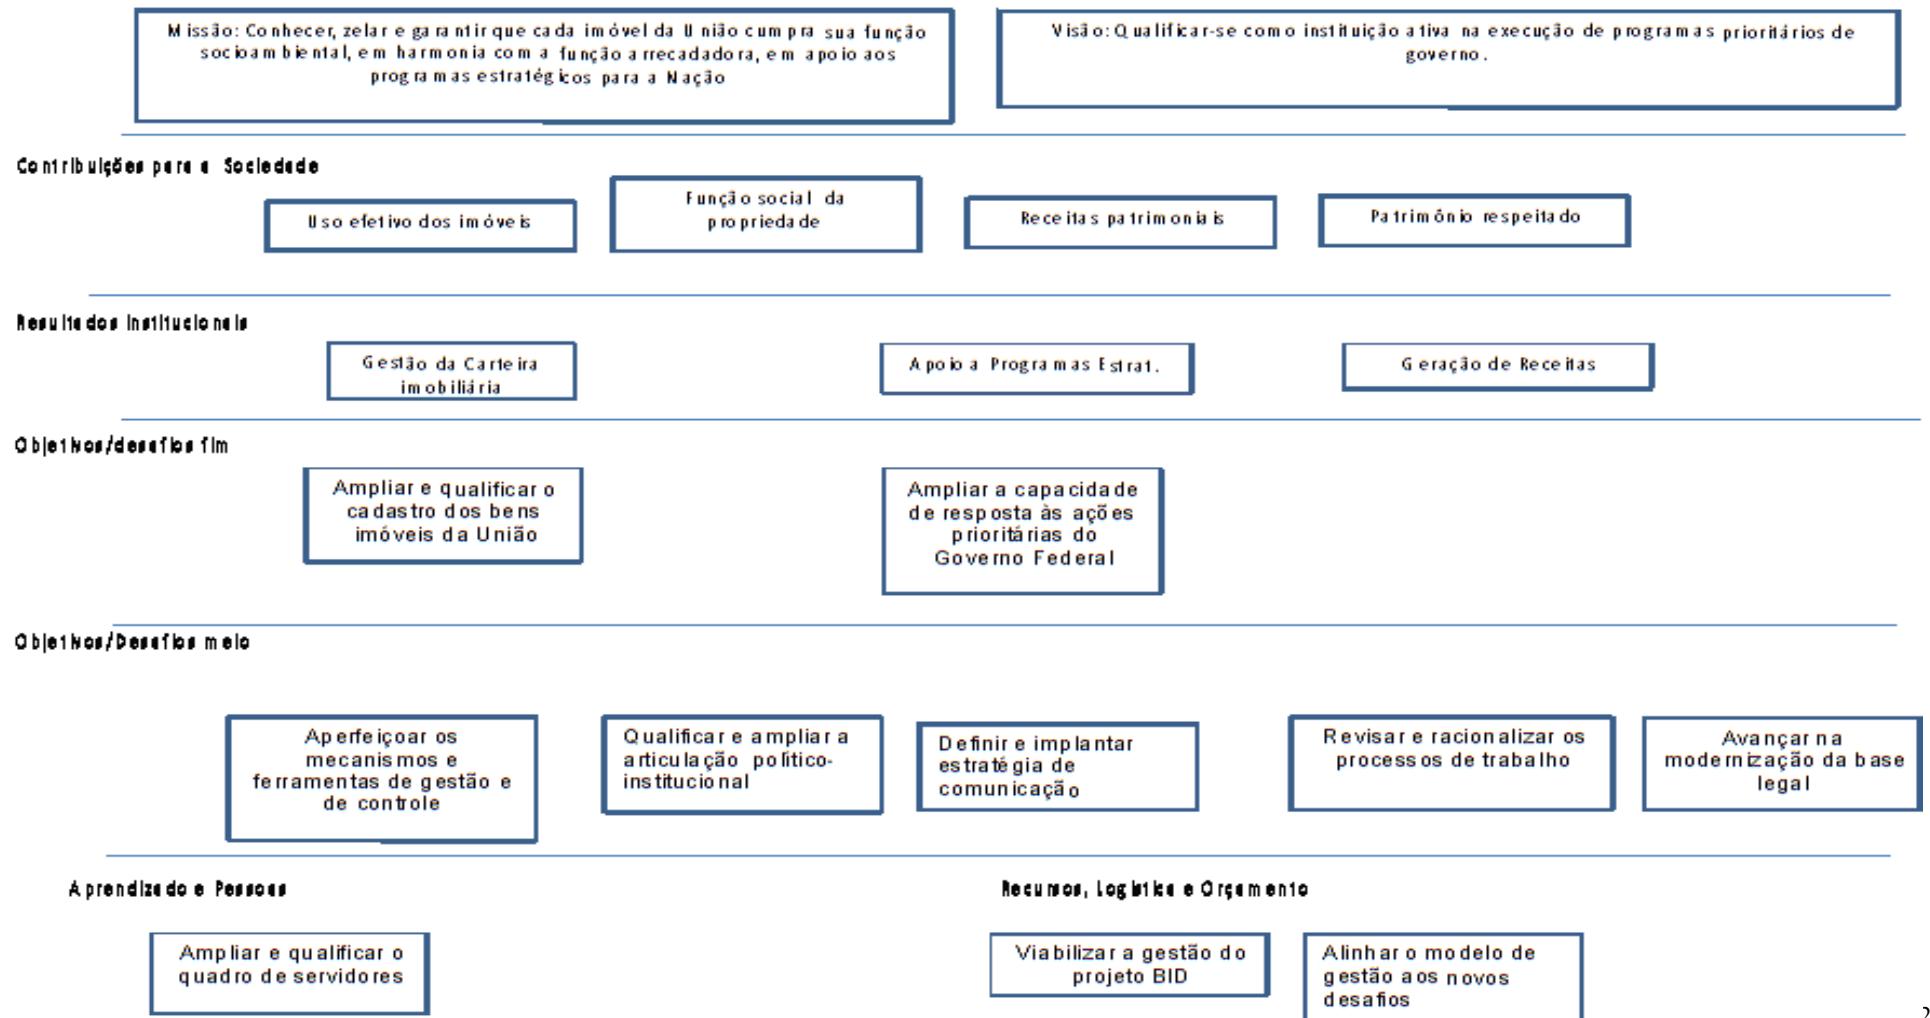 Missão: Conhecer, zelar e garantir que cada imóvel da União cumpra sua função
socioambiental, em harmonia com a função arrecadadora, em apoio aos
programas estratégicos para a Nação
Visão: Qualificar-se como instituição ativa na execução de programas prioritários de
governo.
Contribuições para a Sociedade
Uso efetivo dos imóveis
Função social da
propriedade
Receitas patrimoniais
Patrimônio respeitado
Resultados Institucionais
Gestão da Carteira
imobiliária
Apoio a Programas Estrat.
Geração de Receitas
Objetivos/desafios fim
Ampliar e qualificar o
cadastro dos bens
imóveis da União
Ampliar a capacidade
de resposta às ações
prioritárias do
Governo Federal
Objetivos/Desafios meio
Aperfeiçoar os
mecanismos e
ferramentas de gestão e
de controle
Qualificar e ampliar a
articulação político-
institucional
Definir e implantar
estratégia de
comunicação
Revisar e racionalizar os
processos de trabalho
Avançar na
modernização da base
legal
Aprendizado e Pessoas
Recursos, Logística e Orçamento
Ampliar e qualificar o
quadro de servidores
Viabilizar a gestão do
projeto BID
Alinhar o modelo de
gestão aos novos
desafios
2